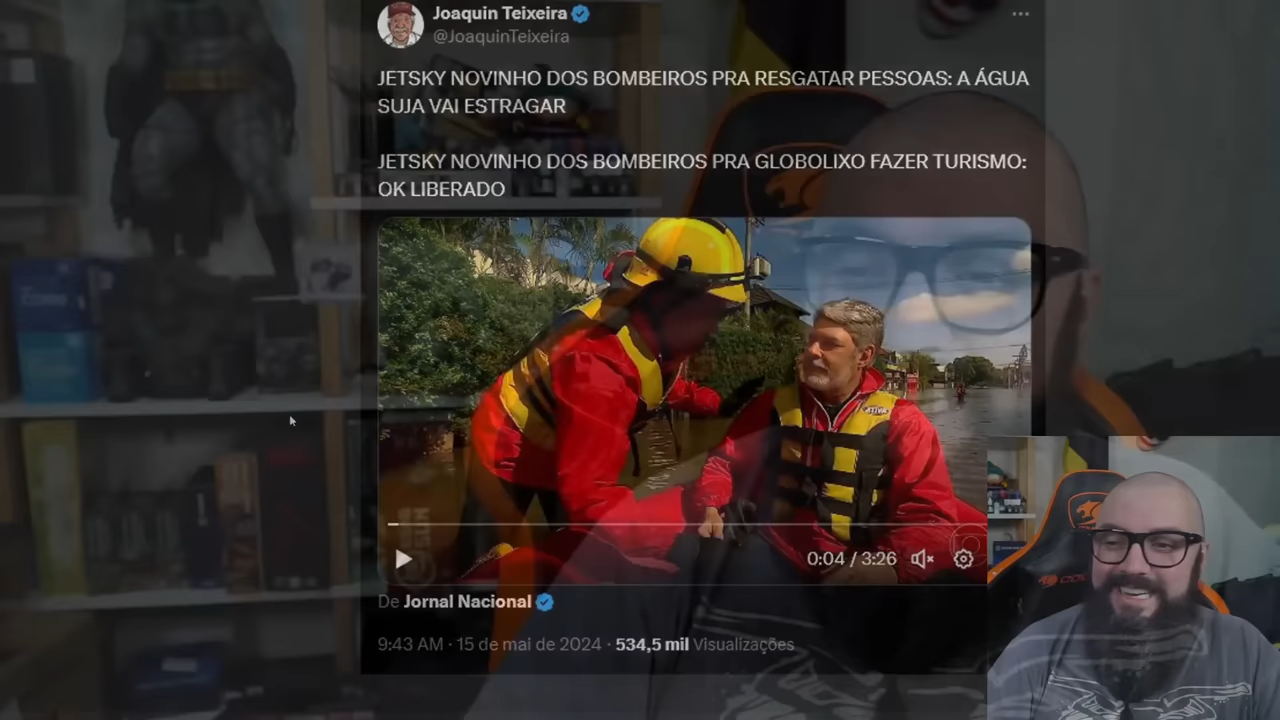 Joaquin Teixeira
@JoaquinTeixeira
JETSKY NOVINHO DOS BOMBEIROS PRA RESGATAR PESSOAS: A ÁGUA
SUJA VAI ESTRAGAR
JETSKY NOVINHO DOS BOMBEIROS PRA GLOBOLIXO FAZER TURISMO:
OK LIBERADO
0:04 / 3:26
De Jornal Nacional
9:43 AM · 15 de mai de 2024 · 534,5 mil Visualizações